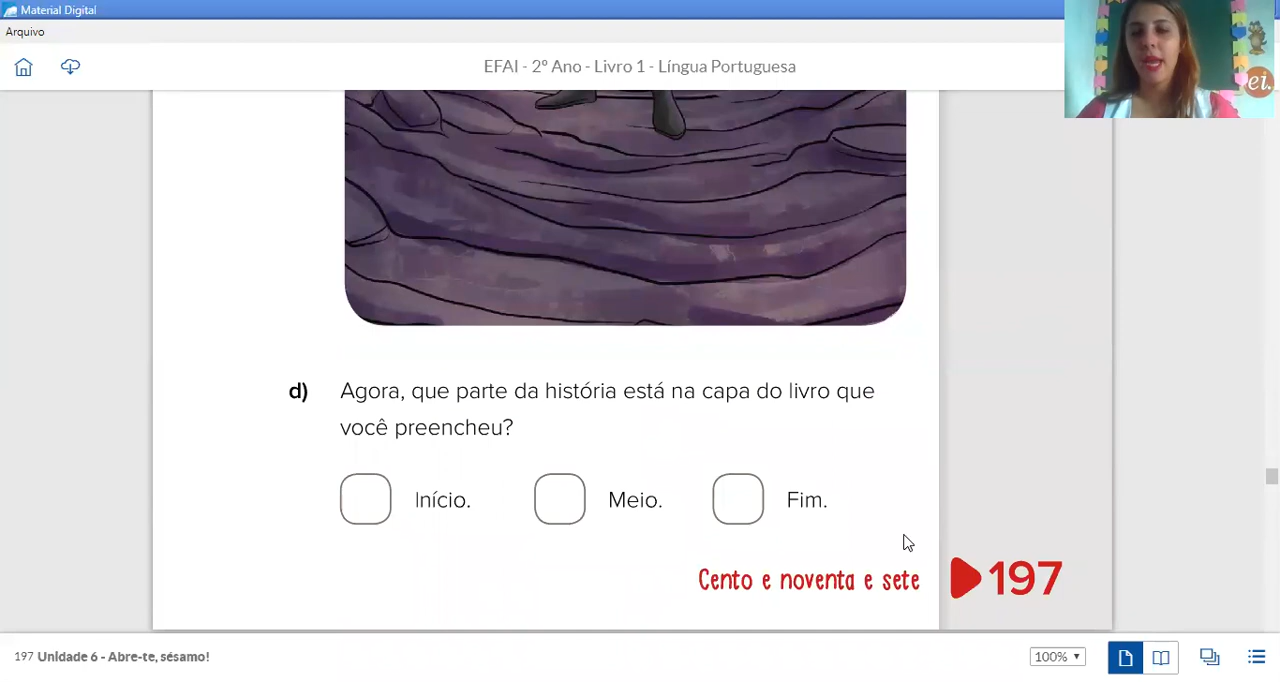 Material Digital
Arquivo
EFAI - 2º Ano - Livro 1 - Língua Portuguesa
ei.
d) Agora, que parte da história está na capa do livro que
você preencheu?
Início. Meio. Fim.
Cento e noventa e sete 197
197 Unidade 6 - Abre-te, sésamo! 100%